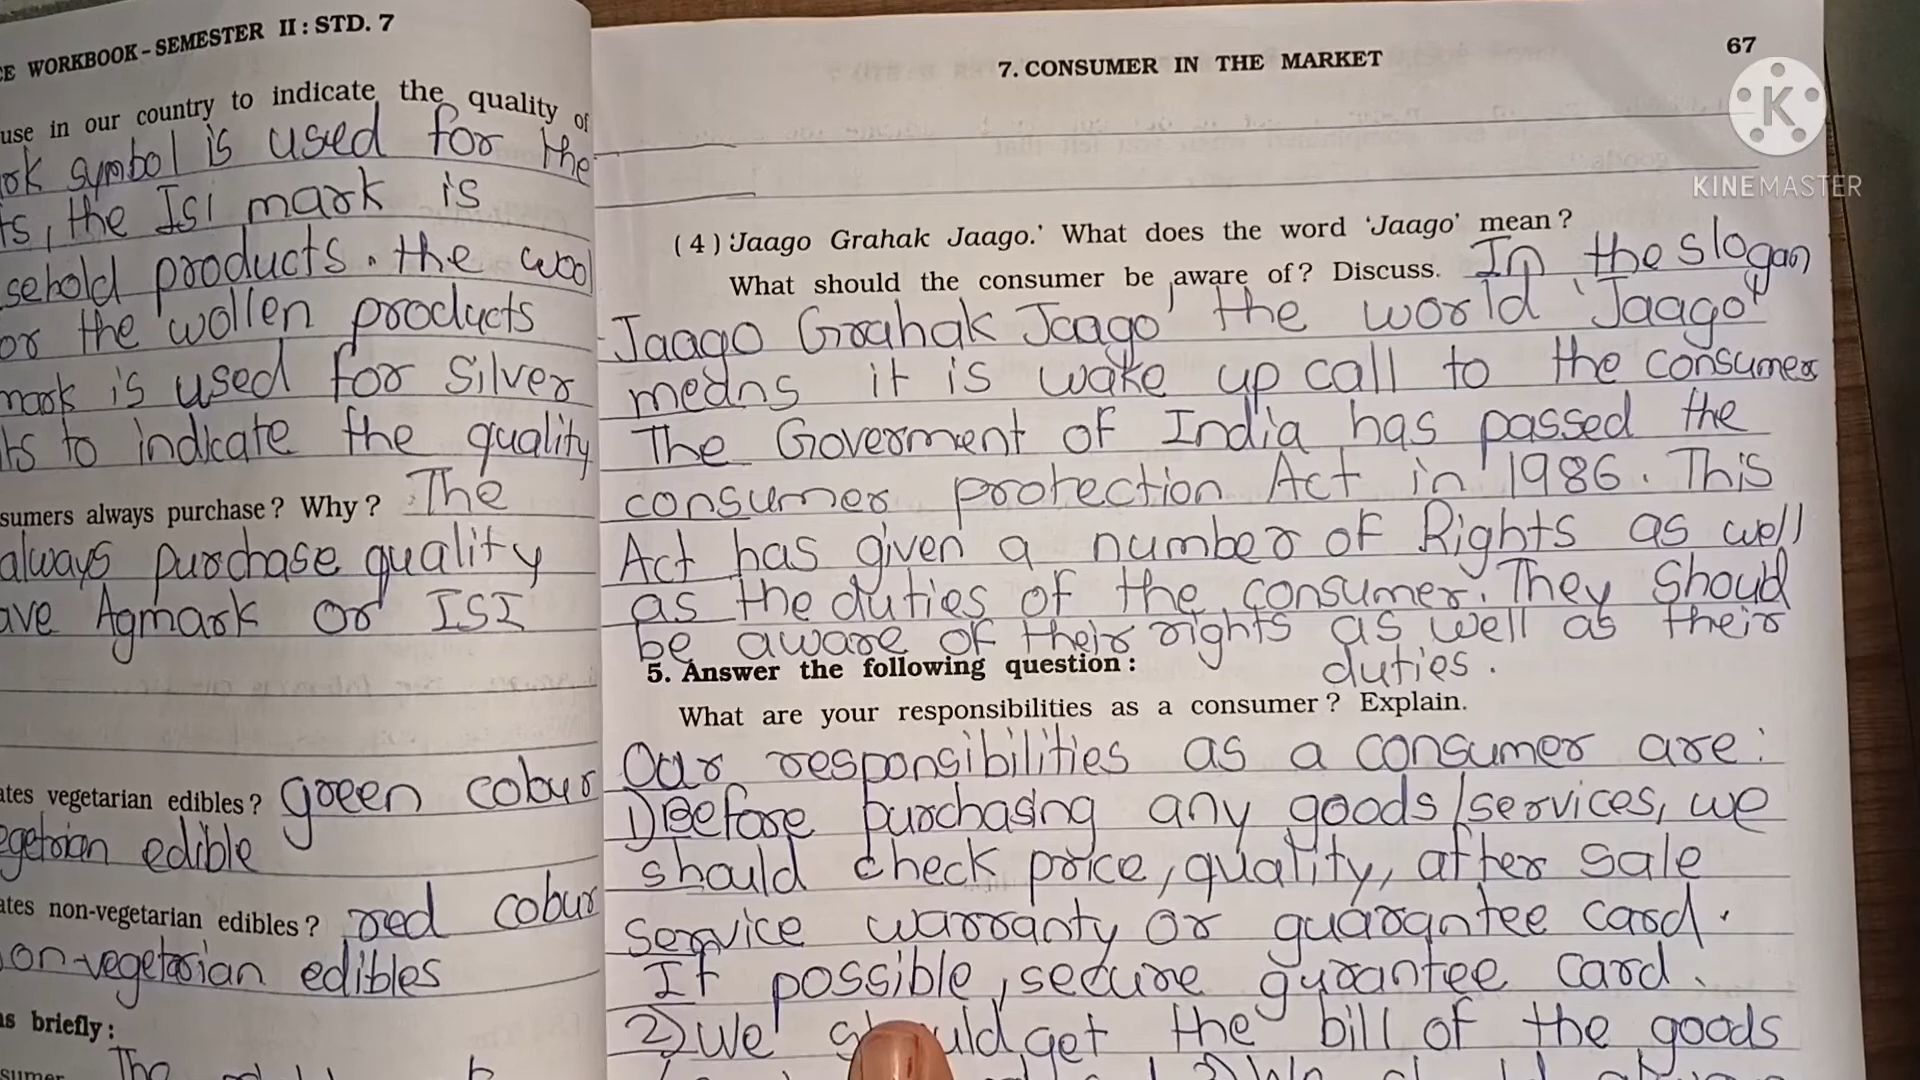 CE WORKBOOK - SEMESTER II : STD. 7
use in our country to indicate the quality of
ok symbol is used for the
ts, the Isi mark is
sehold products. the wool
or the wollen products
mark is used for silver
ts to indicate the quality
sumers always purchase? Why? The
always purchase quality
ave Agmark or ISI
ates vegetarian edibles? green colour
egetrian edible
ates non-vegetarian edibles? red colour
on-vegetarian edibles
ns briefly :
sumer The
7. CONSUMER IN THE MARKET
67
K
KINEMASTER
(4) 'Jaago Grahak Jaago.' What does the word 'Jaago' mean?
What should the consumer be aware of? Discuss. In the slogan
Jaago Grahak Jaago' the world 'Jaago'
means it is wake up call to the consumer
The Goverment of India has passed the
consumer protection Act in 1986. This
Act has given a number of Rights as well
as the duties of the consumer. They shoud
be aware of their rights as well as their
duties.
5. Answer the following question :
What are your responsibilities as a consumer? Explain.
Our responsibilities as a consumer are:
1) Before purchasing any goods/services, we
should check price, quality, after sale
service warranty or guarantee card.
If possible, secure gurantee card.
2) We should get the bill of the goods